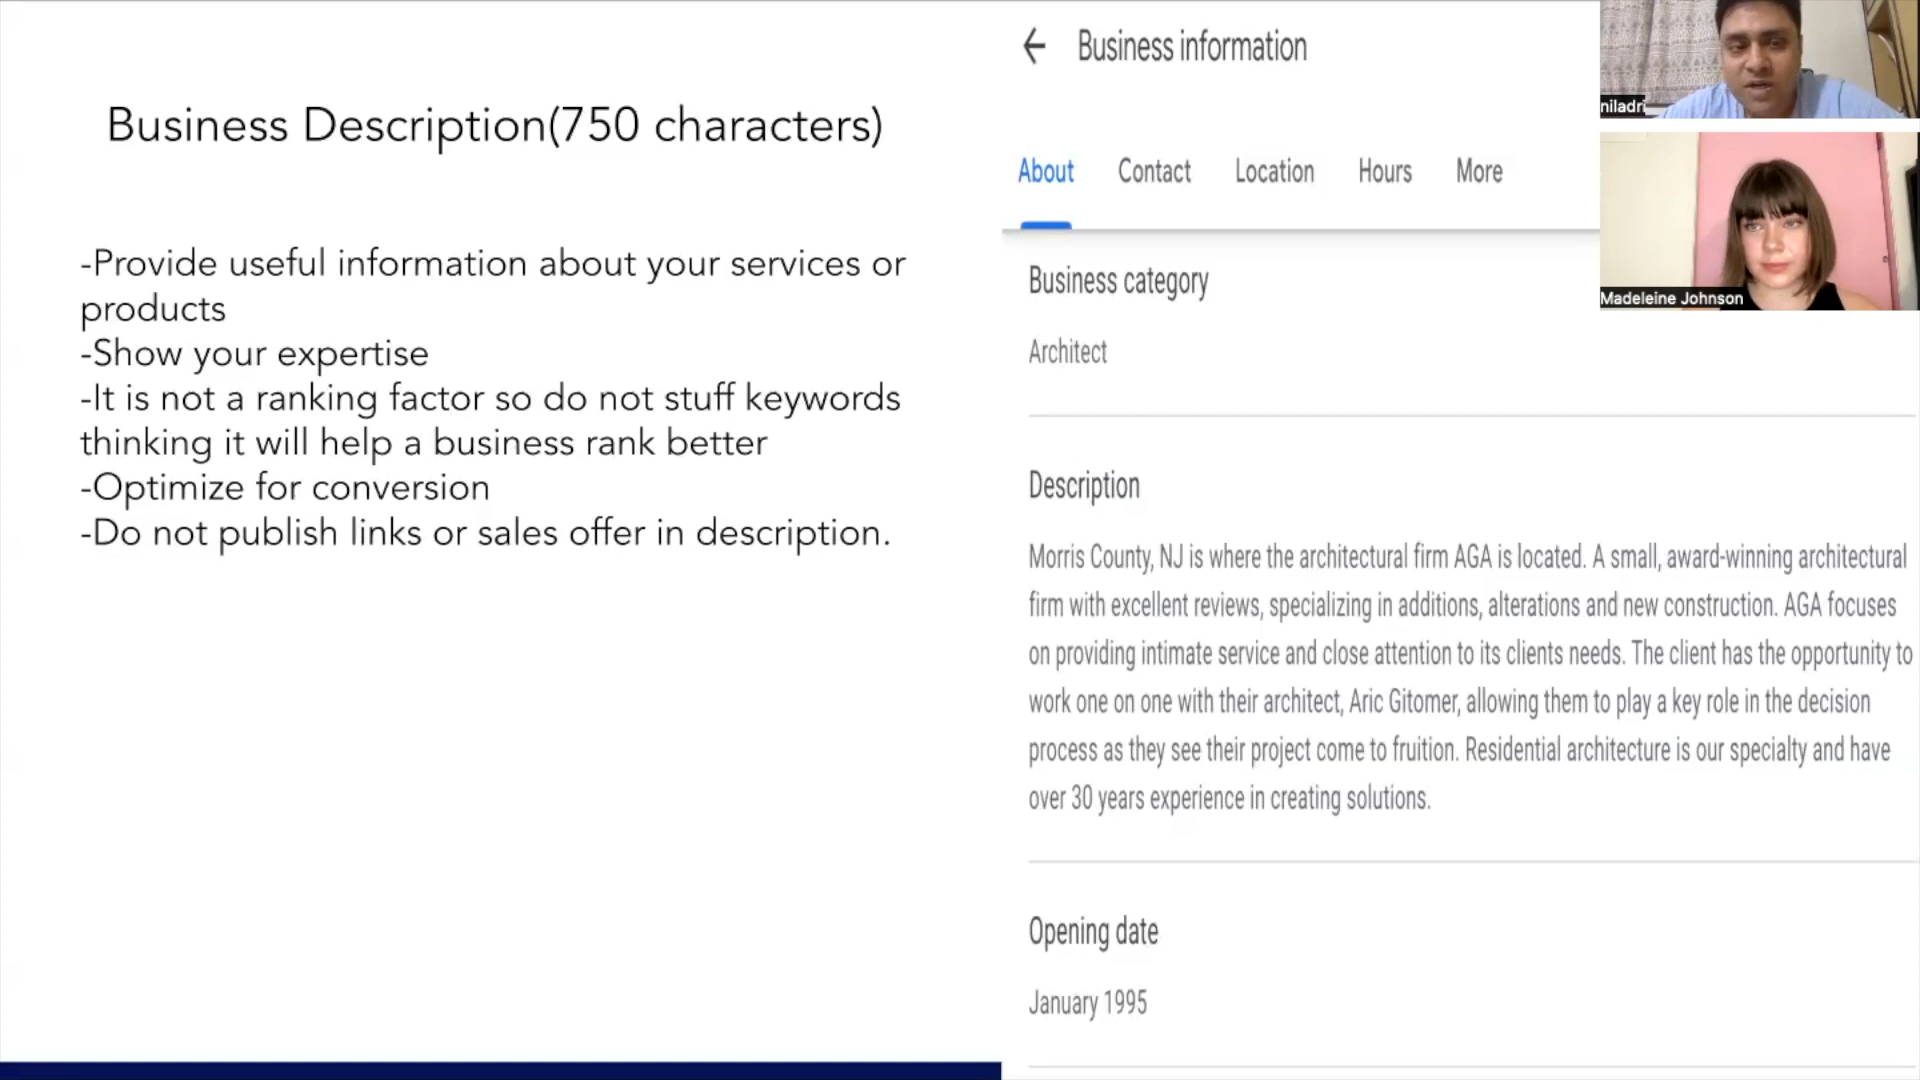 Business Description(750 characters)
-Provide useful information about your services or
products
-Show your expertise
-It is not a ranking factor so do not stuff keywords
thinking it will help a business rank better
-Optimize for conversion
-Do not publish links or sales offer in description.
Business information
About Contact Location Hours More
Business category
Architect
Description
Morris County, NJ is where the architectural firm AGA is located. A small, award-winning architectural
firm with excellent reviews, specializing in additions, alterations and new construction. AGA focuses
on providing intimate service and close attention to its clients needs. The client has the opportunity to
work one on one with their architect, Aric Gitomer, allowing them to play a key role in the decision
process as they see their project come to fruition. Residential architecture is our specialty and have
over 30 years experience in creating solutions.
Opening date
January 1995
niladri
Madeleine Johnson